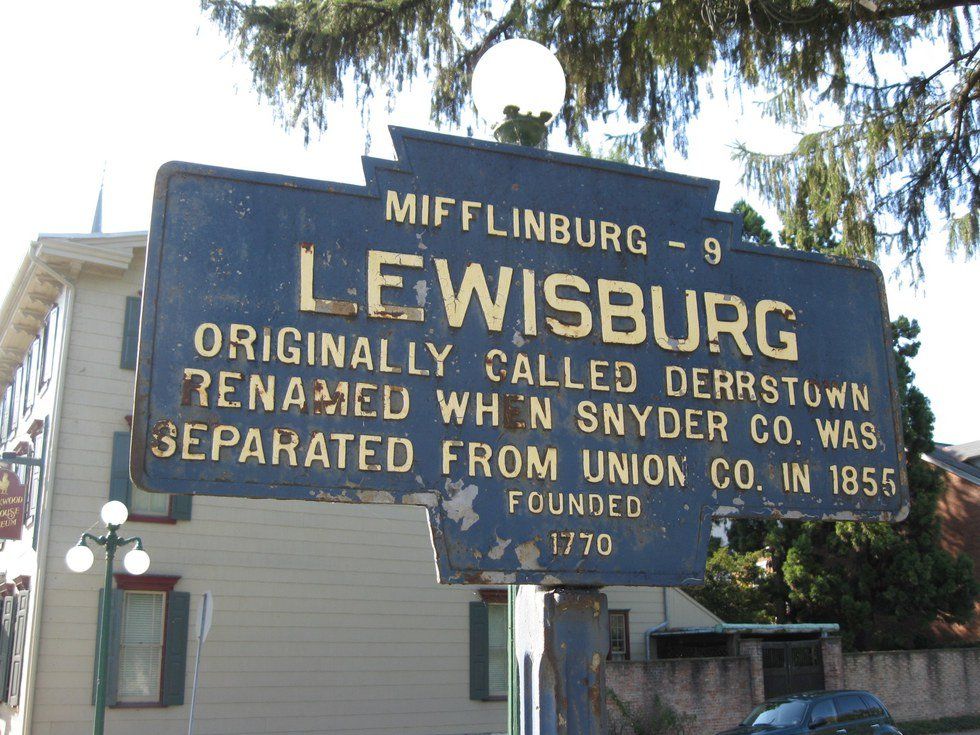 MIFFLINBURG - 9
LEWISBURG
ORIGINALLY CALLED DERRSTOWN
RENAMED WHEN SNYDER CO. WAS
SEPARATED FROM UNION CO. IN 1855
FOUNDED
1770